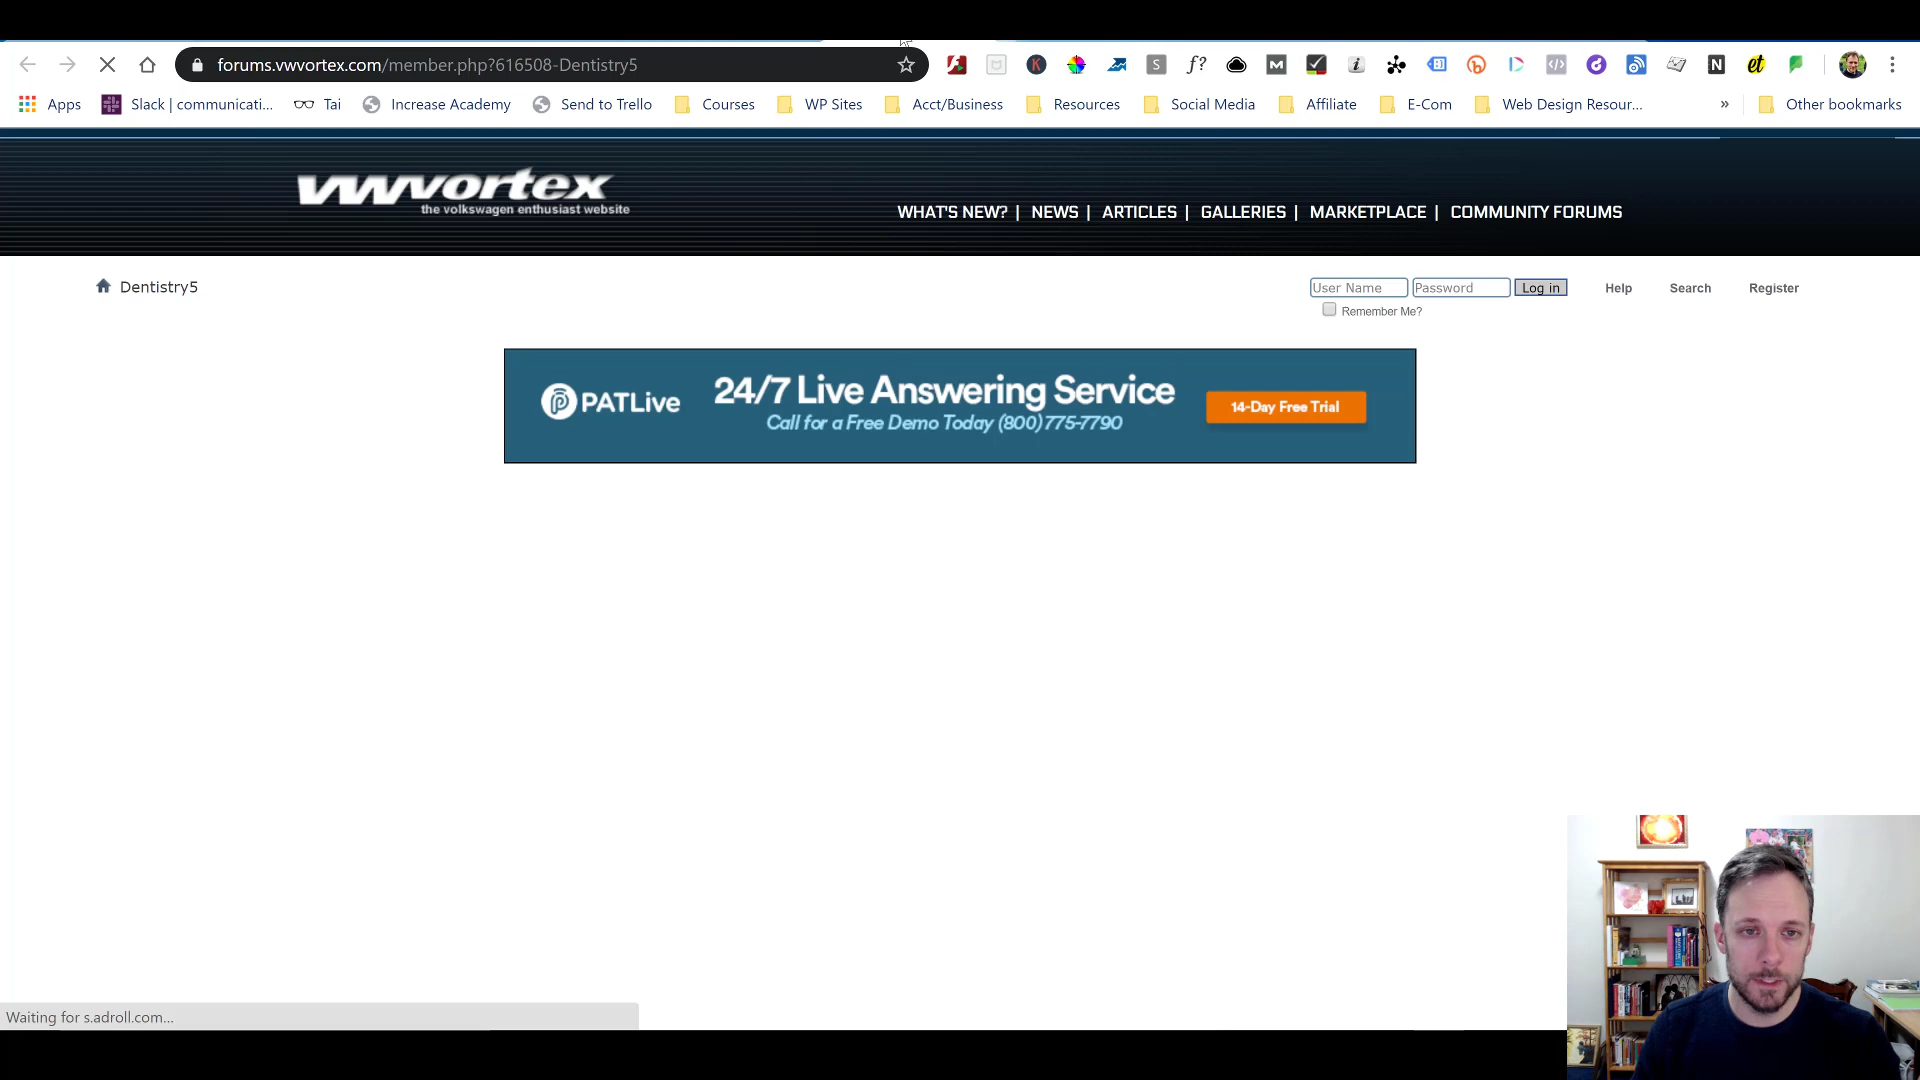 forums.vwvortex.com/member.php?616508-Dentistry5
Apps
Slack | communicati...
Tai
Increase Academy
Send to Trello
Courses
WP Sites
Acct/Business
Resources
Social Media
Affiliate
E-Com
Web Design Resour...
»
Other bookmarks
vwvortex
the volkswagen enthusiast website
WHAT'S NEW? | NEWS | ARTICLES | GALLERIES | MARKETPLACE | COMMUNITY FORUMS
Dentistry5
User Name
Password
Log in
Help
Search
Register
Remember Me?
PATLive
24/7 Live Answering Service
Call for a Free Demo Today (800)775-7790
14-Day Free Trial
Waiting for s.adroll.com...